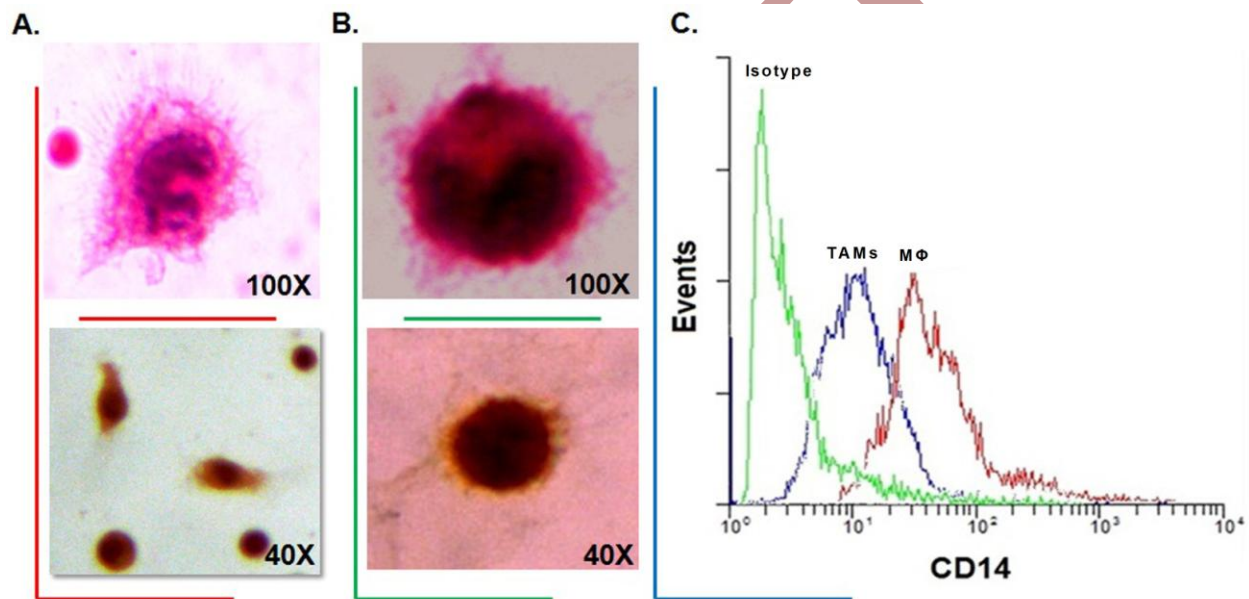 A.
B.
C.
100X
40X
100X
40X
Isotype
TAMs
MΦ
Events
10⁰
10¹
10²
10³
10⁴
CD14